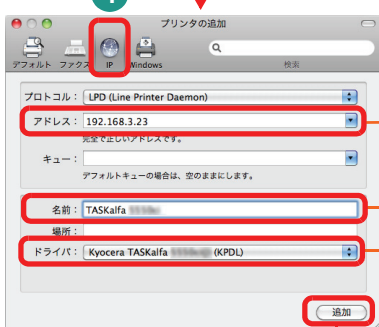 プリンタの追加
デフォルト ファクス IP Windows
検索
プロトコル： LPD (Line Printer Daemon)
アドレス： 192.168.3.23
完全で正しいアドレスです。
キュー：
デフォルトキューの場合は、空のままにします。
名前： TASKalfa
場所：
ドライバ： Kyocera TASKalfa (KPDL)
追加